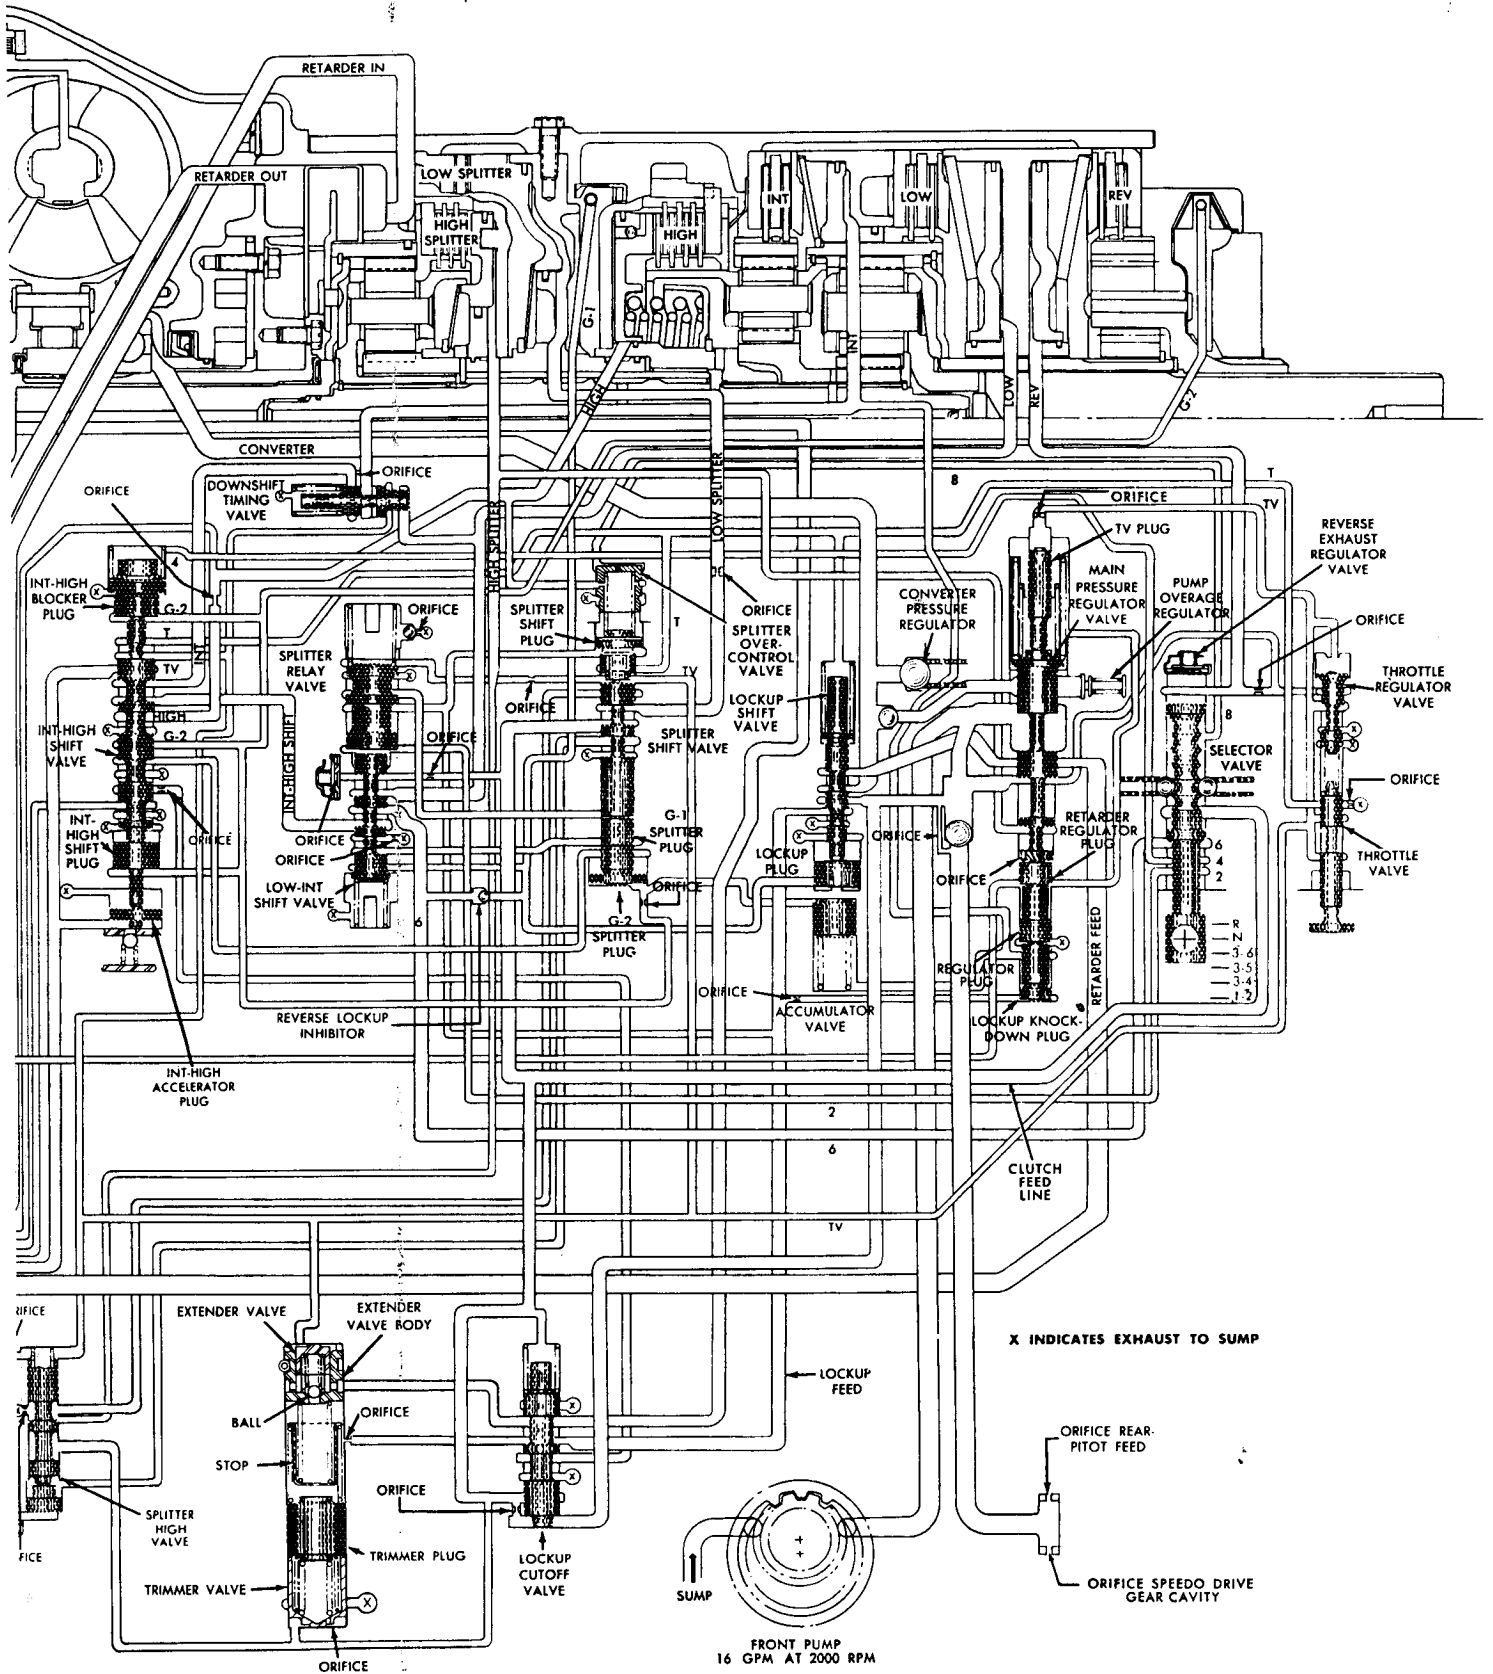 RETARDER IN
RETARDER OUT
LOW SPLITTER
HIGH
SPLITTER
INT
LOW
REV
HIGH
G-1
INT
LOW
REV
HIGH
G-2
CONVERTER
ORIFICE
DOWNSHIFT
TIMING
VALVE
ORIFICE
HIGH SPLITTER
LOW SPLITTER
8
T
TV
ORIFICE
TV PLUG
REVERSE
EXHAUST
REGULATOR
VALVE
4
INT-HIGH
BLOCKER
PLUG
G-2
T
INT
TV
HIGH
G-2
ORIFICE
SPLITTER
RELAY
VALVE
SPLITTER
SHIFT
PLUG
T
ORIFICE
SPLITTER
OVER-
CONTROL
VALVE
CONVERTER
PRESSURE
REGULATOR
MAIN
PRESSURE
REGULATOR
VALVE
PUMP
OVERAGE
REGULATOR
ORIFICE
THROTTLE
REGULATOR
VALVE
TV
ORIFICE
LOCKUP
SHIFT
VALVE
8
INT-HIGH
SHIFT
VALVE
INT-HIGH SHIFT
ORIFICE
SPLITTER
SHIFT VALVE
SELECTOR
VALVE
ORIFICE
INT-
HIGH
SHIFT
PLUG
ORIFICE
ORIFICE
ORIFICE
G-1
SPLITTER
PLUG
ORIFICE
RETARDER
REGULATOR
PLUG
6
4
2
THROTTLE
VALVE
LOW-INT
SHIFT VALVE
6
ORIFICE
LOCKUP
PLUG
ORIFICE
G-2
SPLITTER
PLUG
R
N
3-6
3-5
3-4
1-2
REGULATOR
PLUG
RETARDER FEED
ORIFICE
ACCUMULATOR
VALVE
LOCKUP KNOCK-
DOWN PLUG
REVERSE LOCKUP
INHIBITOR
INT-HIGH
ACCELERATOR
PLUG
2
6
CLUTCH
FEED
LINE
TV
RIFICE
EXTENDER VALVE
EXTENDER
VALVE BODY
X INDICATES EXHAUST TO SUMP
LOCKUP
FEED
BALL
ORIFICE
ORIFICE REAR-
PITOT FEED
STOP
ORIFICE
SPLITTER
HIGH
VALVE
FICE
TRIMMER PLUG
TRIMMER VALVE
LOCKUP
CUTOFF
VALVE
SUMP
ORIFICE SPEEDO DRIVE
GEAR CAVITY
FRONT PUMP
16 GPM AT 2000 RPM
ORIFICE